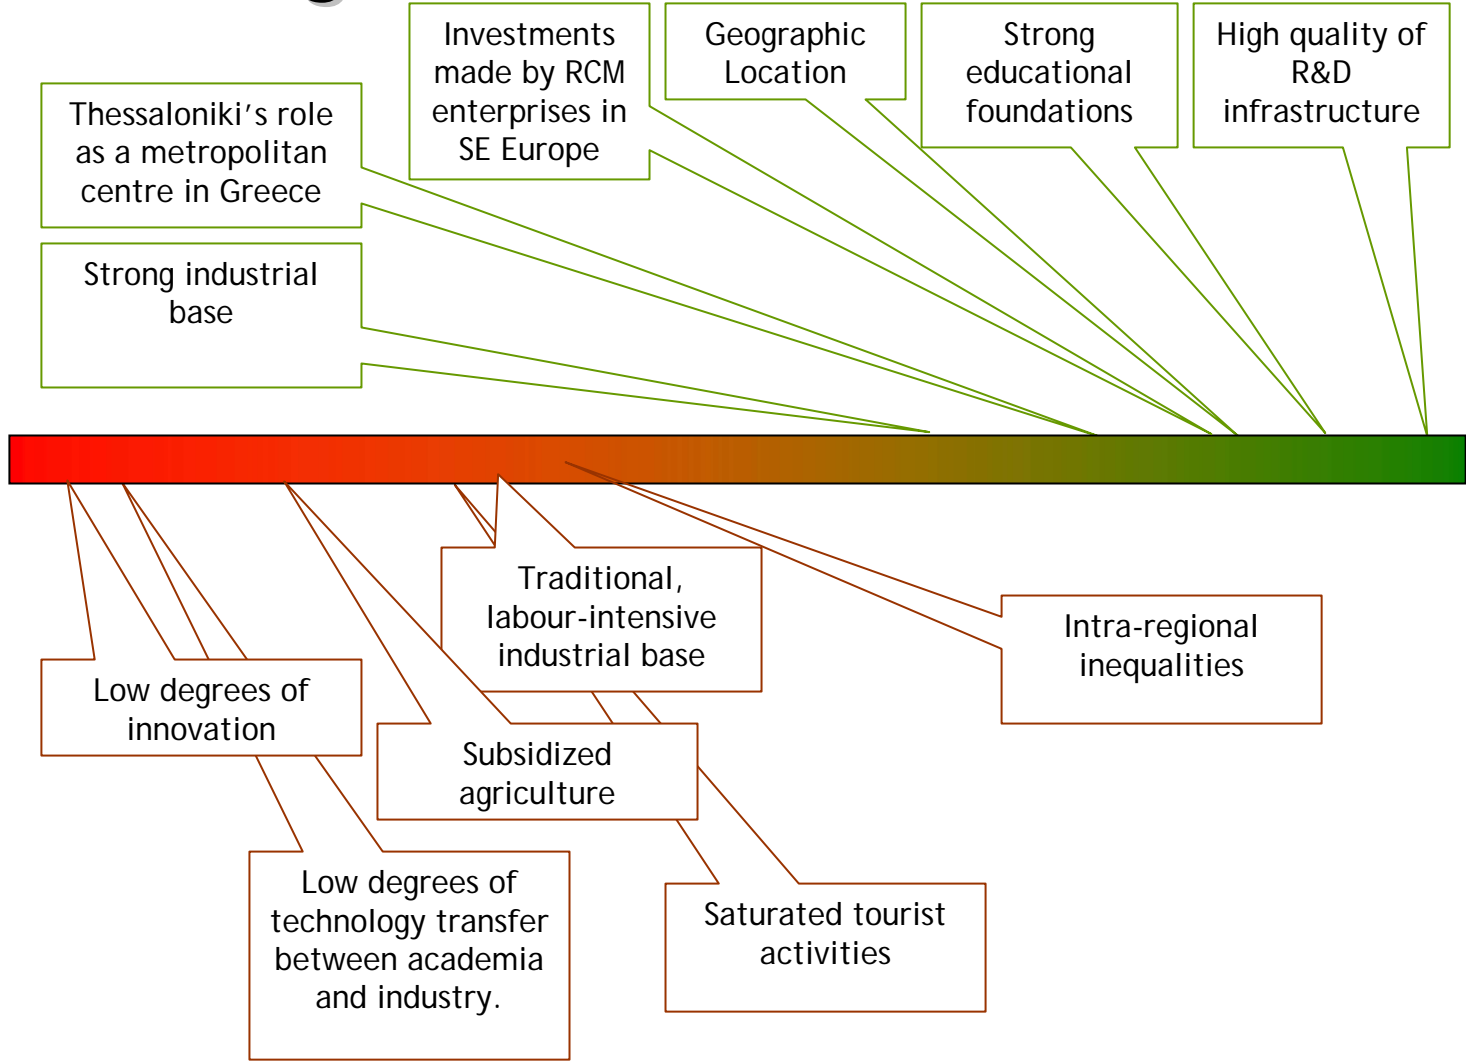 Investments
made by RCM
enterprises in
SE Europe
Geographic
Location
Strong
educational
foundations
High quality of
R&D
infrastructure
Thessaloniki's role
as a metropolitan
centre in Greece
Strong industrial
base
Traditional,
labour-intensive
industrial base
Intra-regional
inequalities
Low degrees of
innovation
Subsidized
agriculture
Low degrees of
technology transfer
between academia
and industry.
Saturated tourist
activities